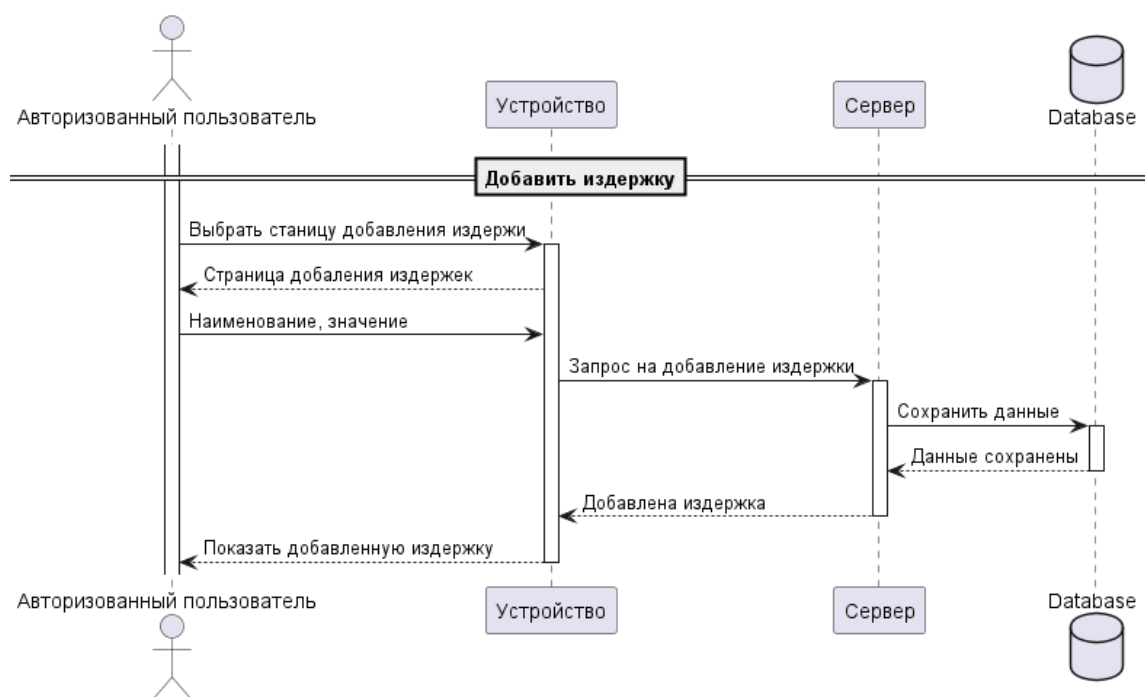 Авторизованный пользователь
Устройство
Сервер
Database
Добавить издержку
Выбрать станицу добавления издержи
Страница добаления издержек
Наименование, значение
Запрос на добавление издержки
Сохранить данные
Данные сохранены
Добавлена издержка
Показать добавленную издержку
Авторизованный пользователь
Устройство
Сервер
Database